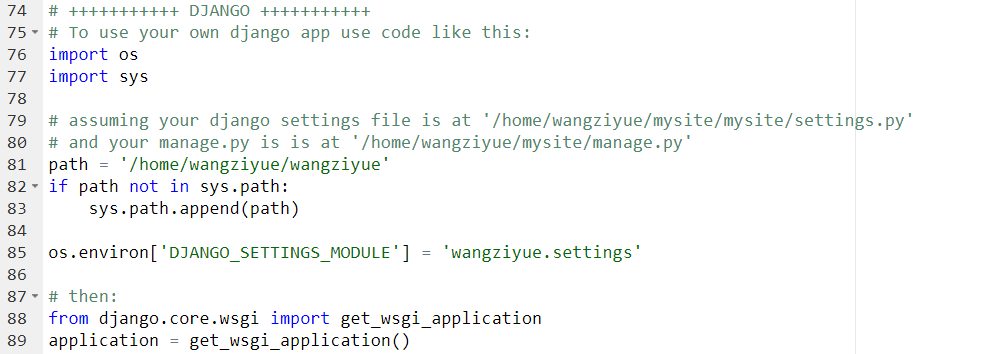 74 # +++++++++++ DJANGO +++++++++++
75 # To use your own django app use code like this:
76 import os
77 import sys
78
79 # assuming your django settings file is at '/home/wangziyue/mysite/mysite/settings.py'
80 # and your manage.py is is at '/home/wangziyue/mysite/manage.py'
81 path = '/home/wangziyue/wangziyue'
82 if path not in sys.path:
83     sys.path.append(path)
84
85 os.environ['DJANGO_SETTINGS_MODULE'] = 'wangziyue.settings'
86
87 # then:
88 from django.core.wsgi import get_wsgi_application
89 application = get_wsgi_application()